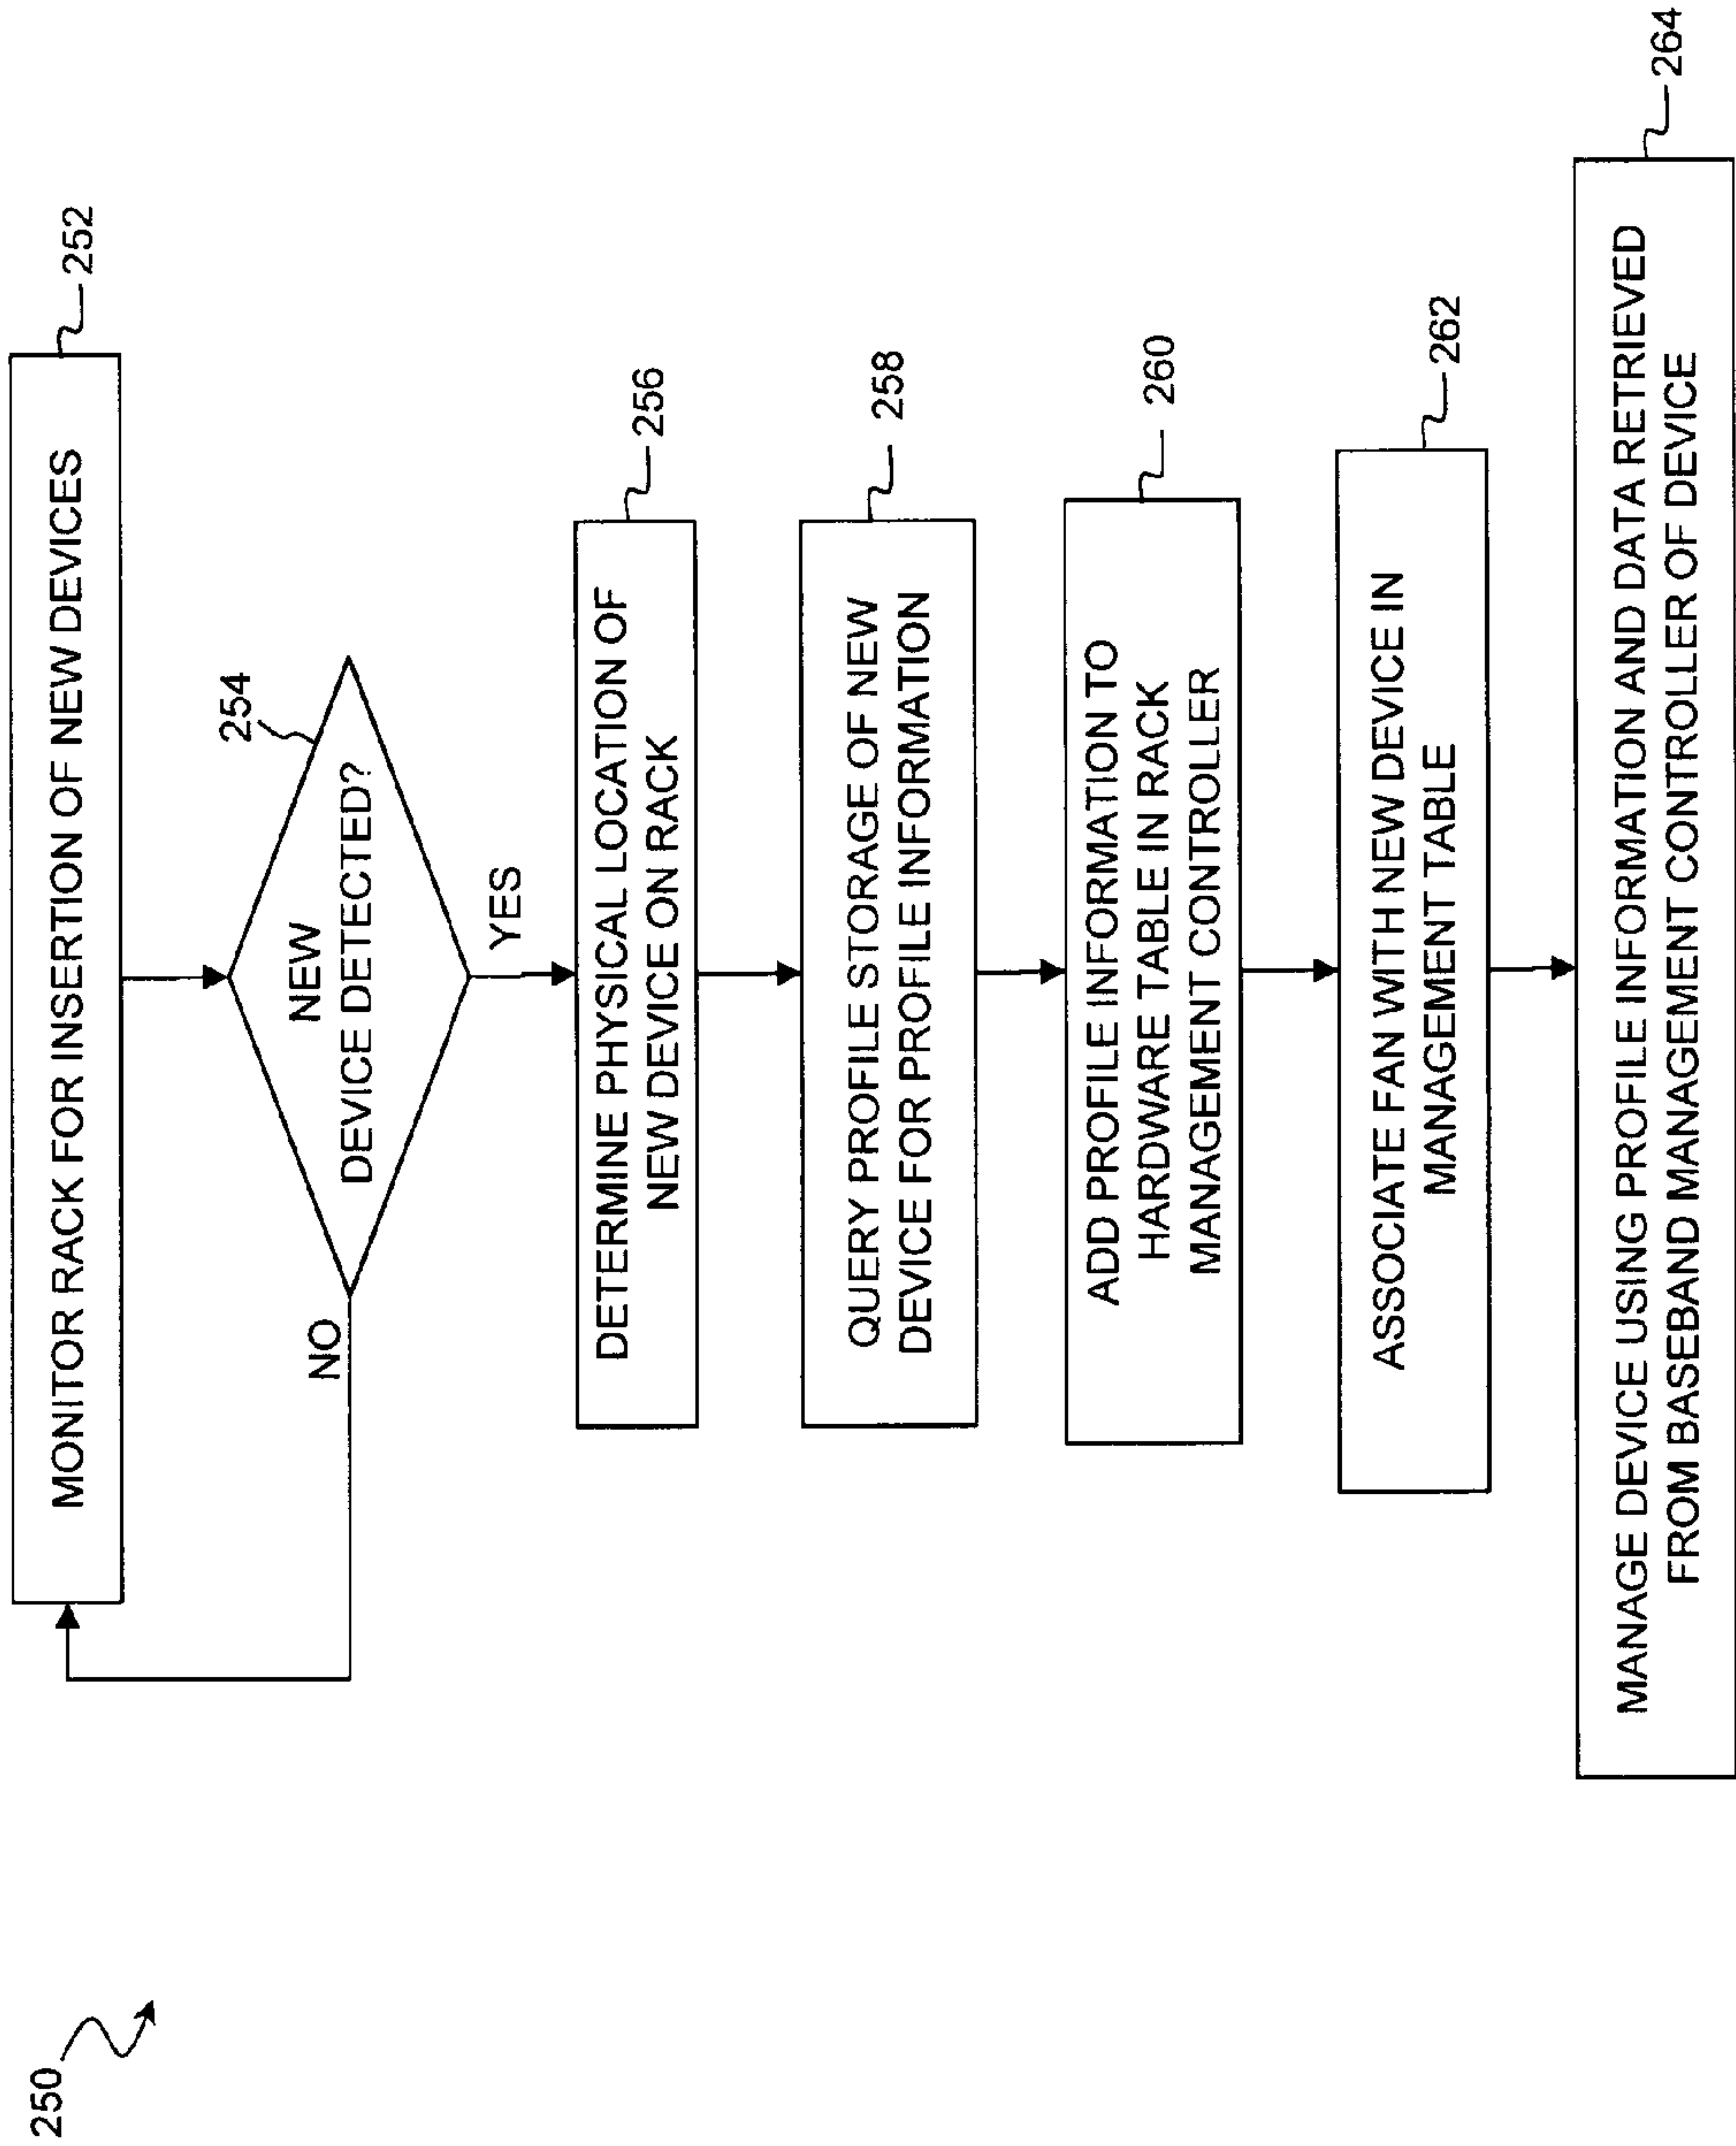 250
MONITOR RACK FOR INSERTION OF NEW DEVICES
252
254
NEW
DEVICE DETECTED?
NO
YES
DETERMINE PHYSICAL LOCATION OF
NEW DEVICE ON RACK
256
QUERY PROFILE STORAGE OF NEW
DEVICE FOR PROFILE INFORMATION
258
ADD PROFILE INFORMATION TO
HARDWARE TABLE IN RACK
MANAGEMENT CONTROLLER
260
ASSOCIATE FAN WITH NEW DEVICE IN
MANAGEMENT TABLE
262
MANAGE DEVICE USING PROFILE INFORMATION AND DATA RETRIEVED
FROM BASEBAND MANAGEMENT CONTROLLER OF DEVICE
264